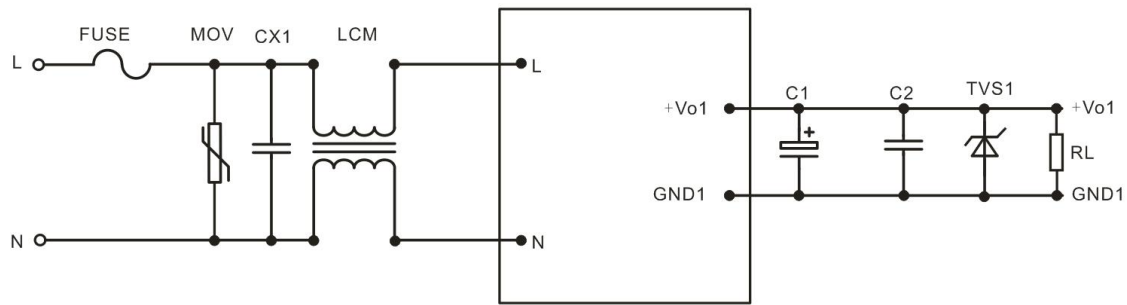 FUSE
MOV
CX1
LCM
L
L
+Vo1
C1
C2
TVS1
+Vo1
RL
GND1
GND1
N
N